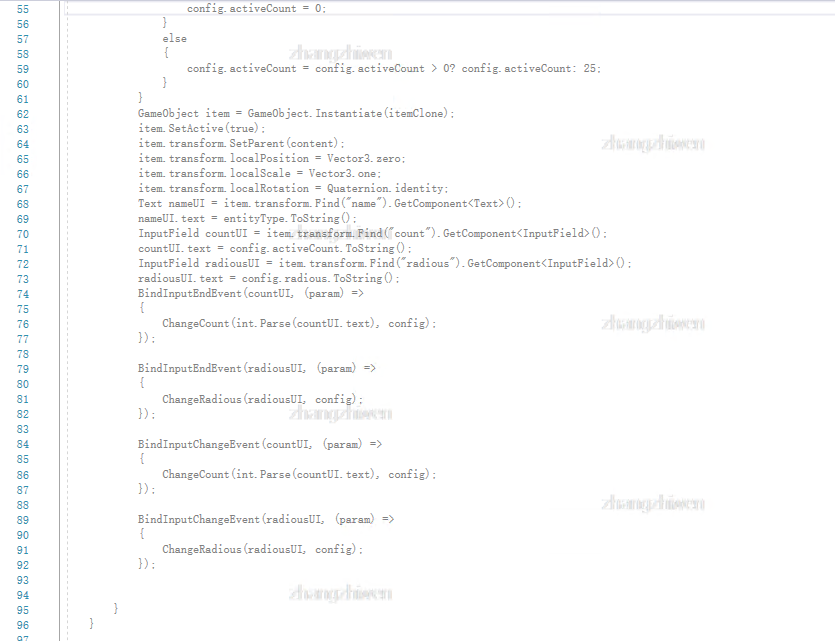 55 config.activeCount = 0;
56 }
57 else
58 {
59 config.activeCount = config.activeCount > 0? config.activeCount: 25;
60 }
61 }
62 GameObject item = GameObject.Instantiate(itemClone);
63 item.SetActive(true);
64 item.transform.SetParent(content);
65 item.transform.localPosition = Vector3.zero;
66 item.transform.localScale = Vector3.one;
67 item.transform.localRotation = Quaternion.identity;
68 Text nameUI = item.transform.Find("name").GetComponent<Text>();
69 nameUI.text = entityType.ToString();
70 InputField countUI = item.transform.Find("count").GetComponent<InputField>();
71 countUI.text = config.activeCount.ToString();
72 InputField radiousUI = item.transform.Find("radious").GetComponent<InputField>();
73 radiousUI.text = config.radious.ToString();
74 BindInputEndEvent(countUI, (param) =>
75 {
76 ChangeCount(int.Parse(countUI.text), config);
77 });
78
79 BindInputEndEvent(radiousUI, (param) =>
80 {
81 ChangeRadious(radiousUI, config);
82 });
83
84 BindInputChangeEvent(countUI, (param) =>
85 {
86 ChangeCount(int.Parse(countUI.text), config);
87 });
88
89 BindInputChangeEvent(radiousUI, (param) =>
90 {
91 ChangeRadious(radiousUI, config);
92 });
93
94
95 }
96 }
97
zhangzhiwen
zhangzhiwen
zhangzhiwen
zhangzhiwen
zhangzhiwen
zhangzhiwen
zhangzhiwen